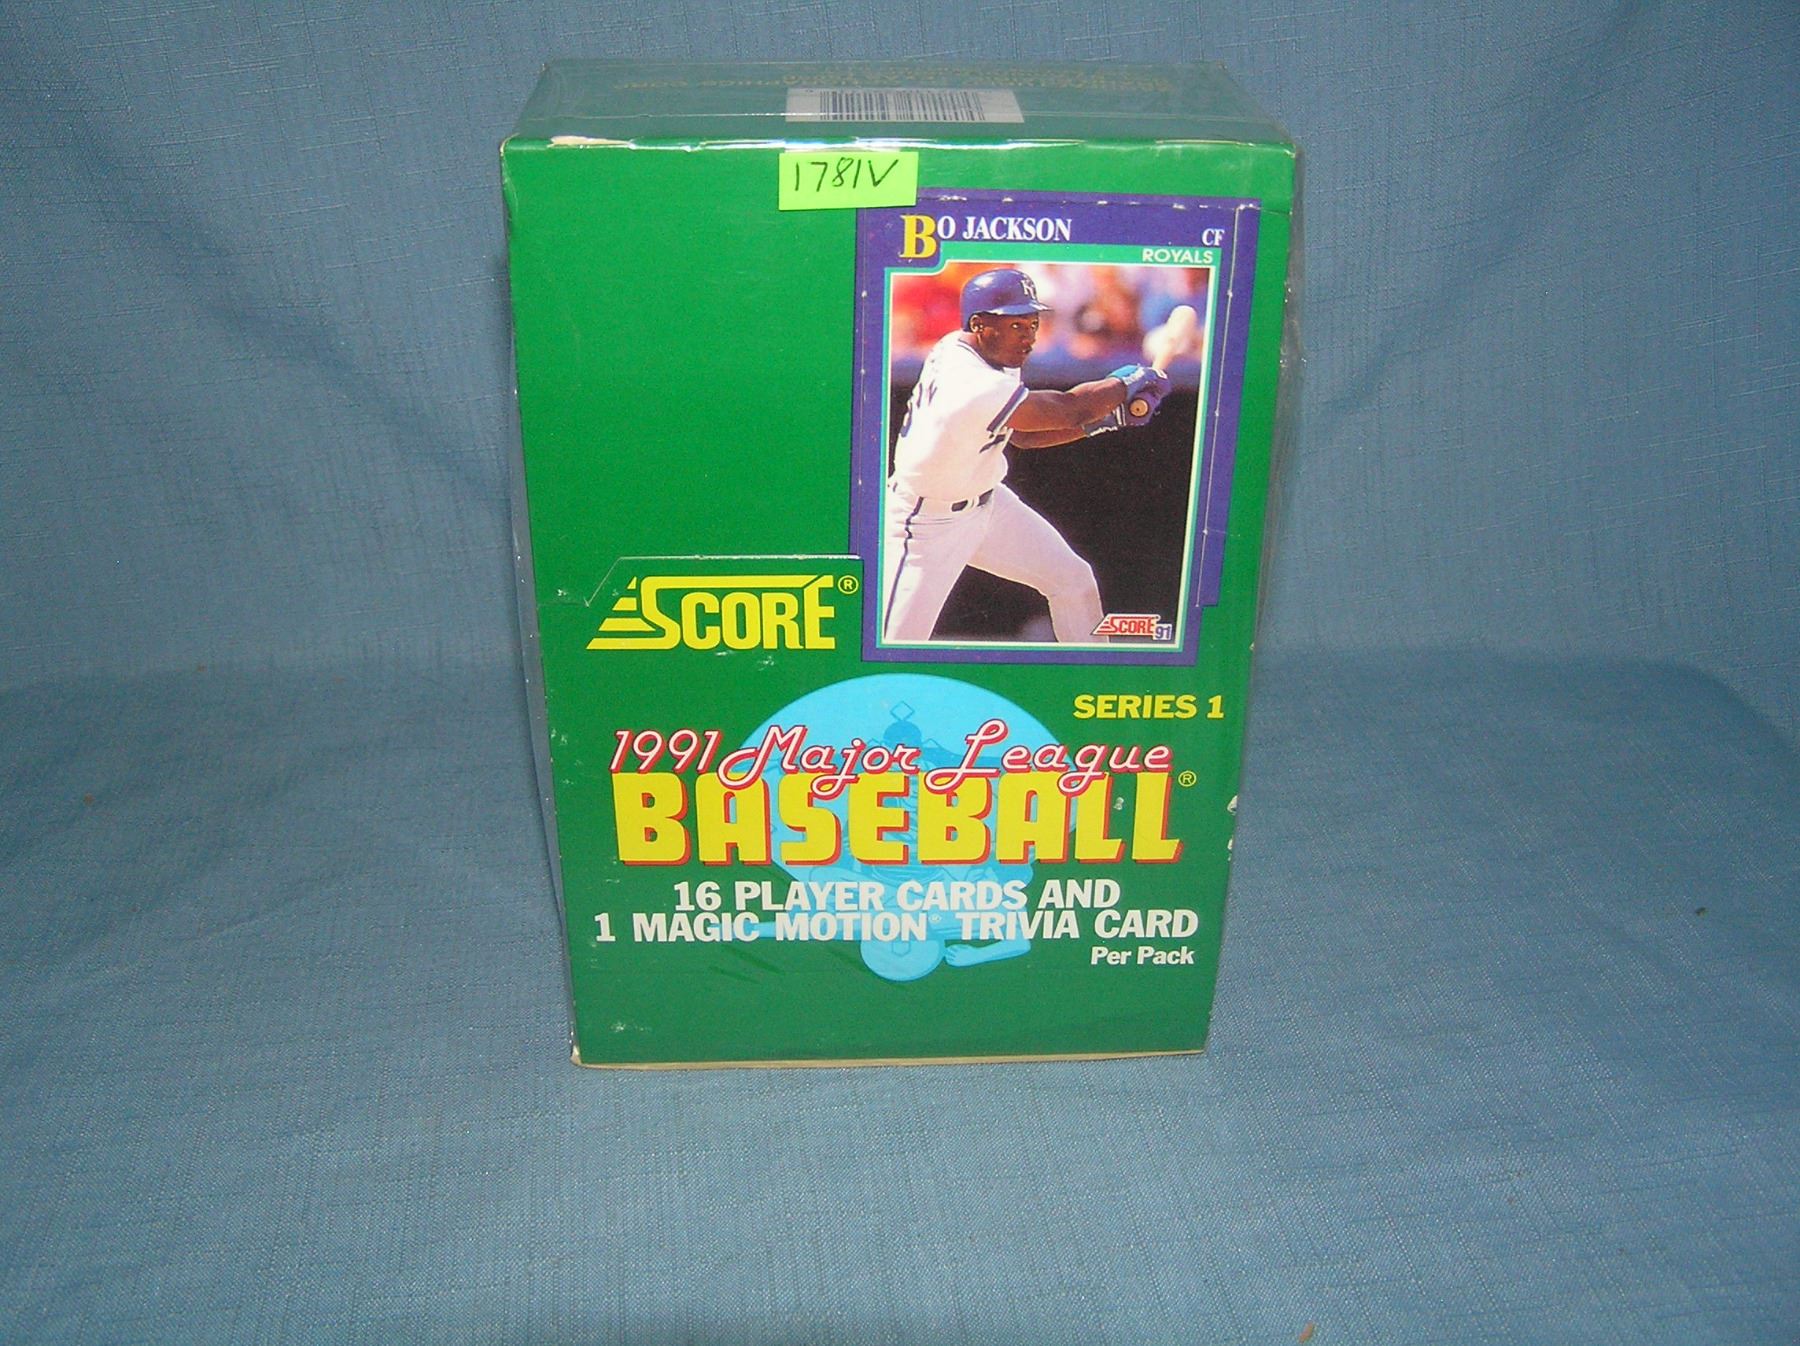 1781V
BO JACKSON
CF
ROYALS
KC
SCORE 91
SCORE®
SERIES 1
1991 Major League
BASEBALL®
16 PLAYER CARDS AND
1 MAGIC MOTION® TRIVIA CARD
Per Pack